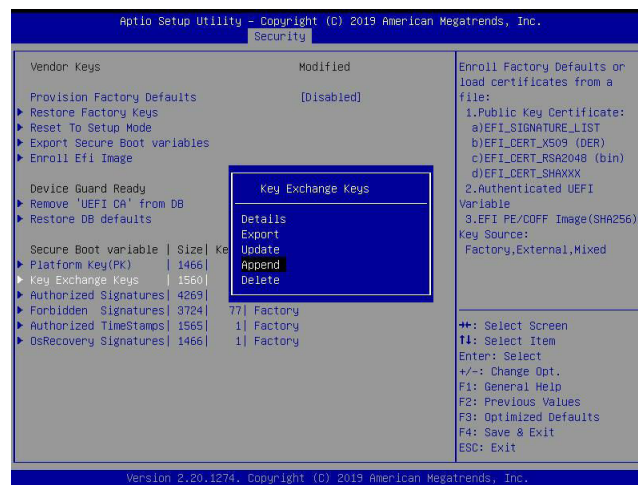 Aptio Setup Utility – Copyright (C) 2019 American Megatrends, Inc.
Security
Vendor Keys Modified
Provision Factory Defaults [Disabled]
Restore Factory Keys
Reset To Setup Mode
Export Secure Boot variables
Enroll Efi Image
Device Guard Ready
Remove 'UEFI CA' from DB
Restore DB defaults
Secure Boot variable | Size| Ke
Platform Key(PK) | 1466|
Key Exchange Keys | 1560|
Authorized Signatures| 4269|
Forbidden Signatures| 3724| 77| Factory
Authorized TimeStamps| 1565| 1| Factory
OsRecovery Signatures| 1466| 1| Factory
Key Exchange Keys
Details
Export
Update
Append
Delete
Enroll Factory Defaults or
load certificates from a
file:
1.Public Key Certificate:
a)EFI_SIGNATURE_LIST
b)EFI_CERT_X509 (DER)
c)EFI_CERT_RSA2048 (bin)
d)EFI_CERT_SHAXXX
2.Authenticated UEFI
Variable
3.EFI PE/COFF Image(SHA256)
Key Source:
Factory,External,Mixed
→←: Select Screen
↑↓: Select Item
Enter: Select
+/-: Change Opt.
F1: General Help
F2: Previous Values
F3: Optimized Defaults
F4: Save & Exit
ESC: Exit
Version 2.20.1274. Copyright (C) 2019 American Megatrends, Inc.